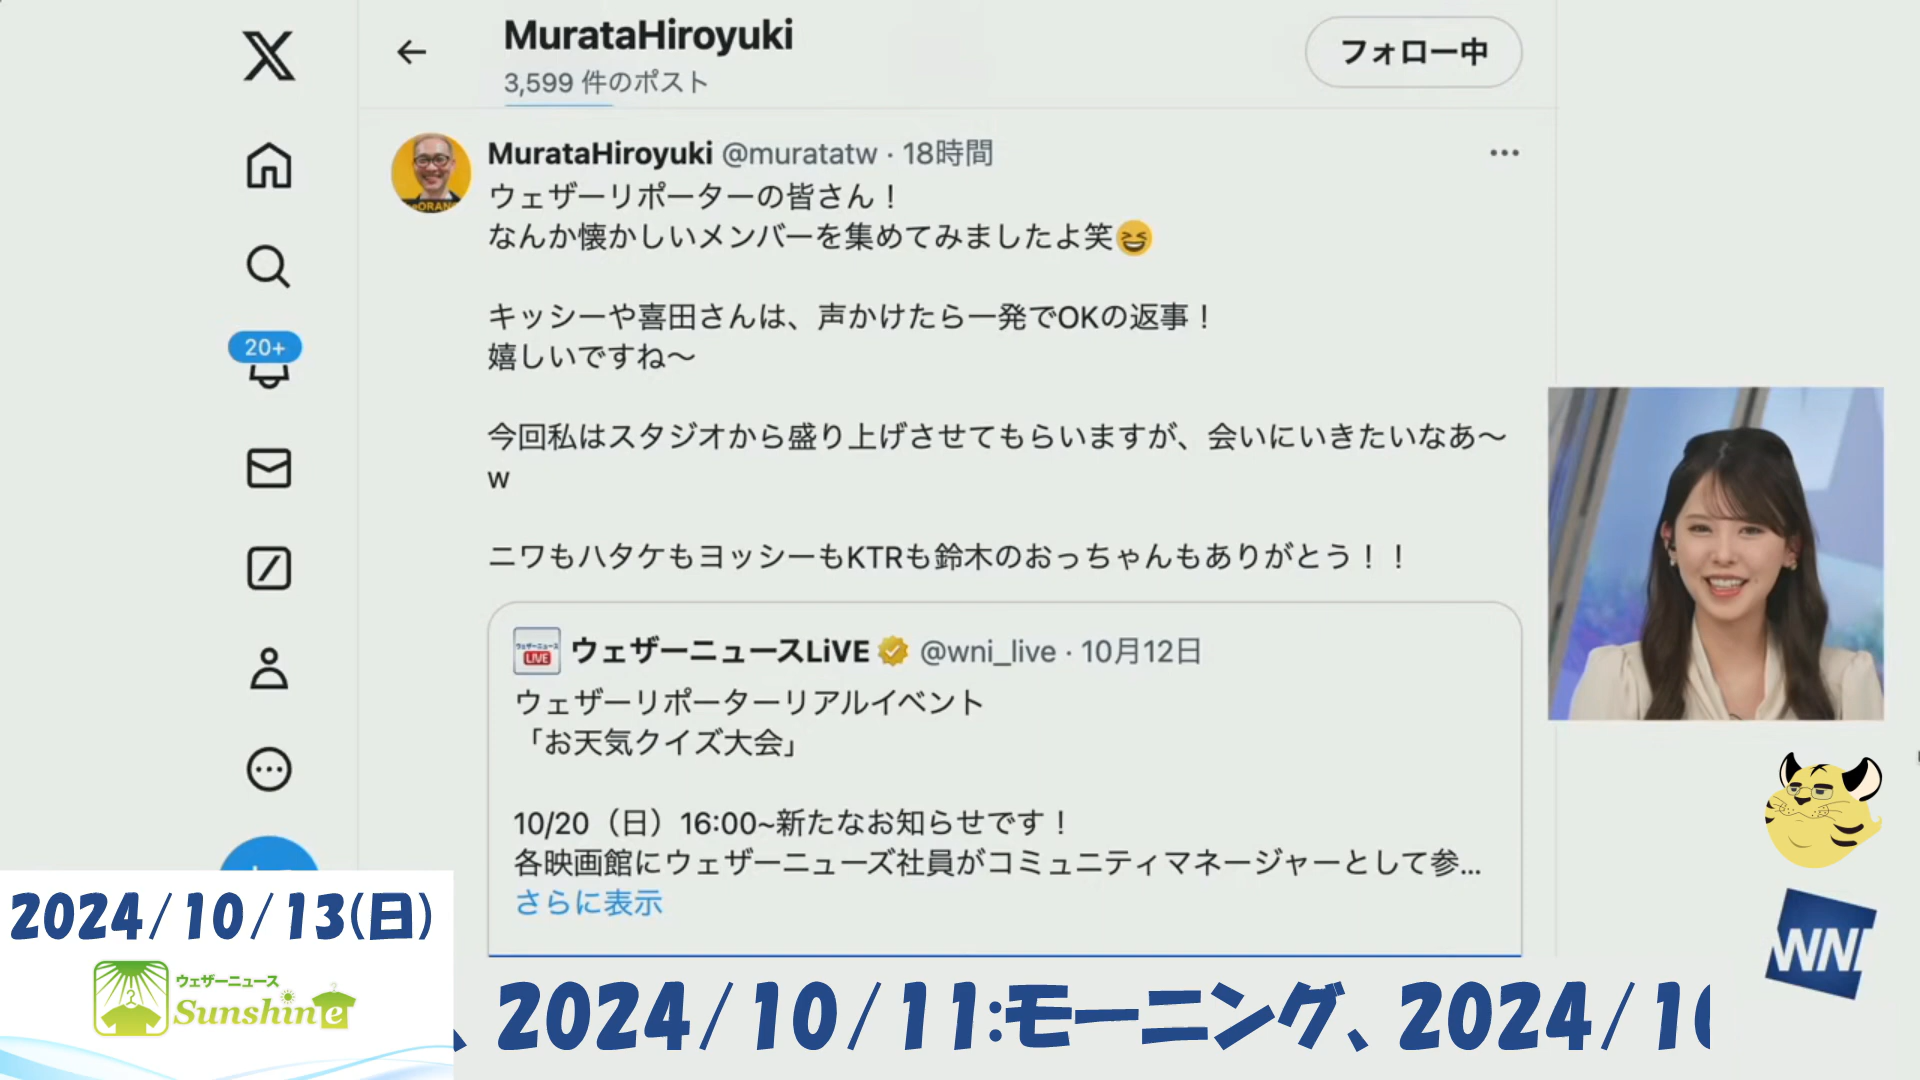 MurataHiroyuki
3,599 件のポスト
フォロー中
MurataHiroyuki @muratatw · 18時間
ウェザーリポーターの皆さん！
なんか懐かしいメンバーを集めてみましたよ笑😆
キッシーや喜田さんは、声かけたら一発でOKの返事！
嬉しいですね〜
今回私はスタジオから盛り上げさせてもらいますが、会いにいきたいなあ〜
w
ニワもハタケもヨッシーもKTRも鈴木のおっちゃんもありがとう！！
20+
ウェザーニュース
LIVE
ウェザーニュースLiVE @wni_live · 10月12日
ウェザーリポーターリアルイベント
「お天気クイズ大会」
10/20（日）16:00~新たなお知らせです！
各映画館にウェザーニューズ社員がコミュニティマネージャーとして参...
さらに表示
2024/10/13(日)
ウェザーニュース
Sunshine
、2024/10/11:モーニング、2024/10
WNI